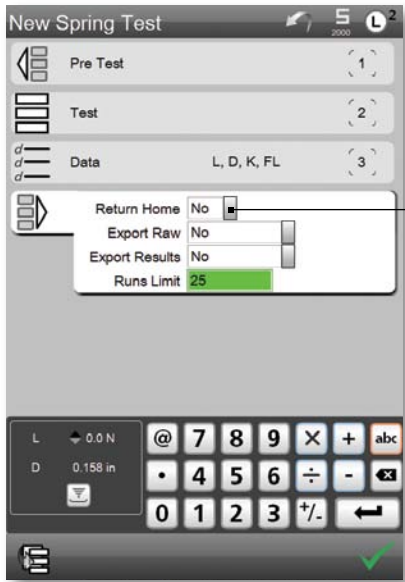 New Spring Test S 2000 L2
Pre Test 1
Test 2
d
d
d Data L, D, K, FL 3
Return Home No
Export Raw No
Export Results No
Runs Limit 25
L 0.0 N @ 7 8 9 × + abc
D 0.158 in • 4 5 6 ÷ -
0 1 2 3 +/-